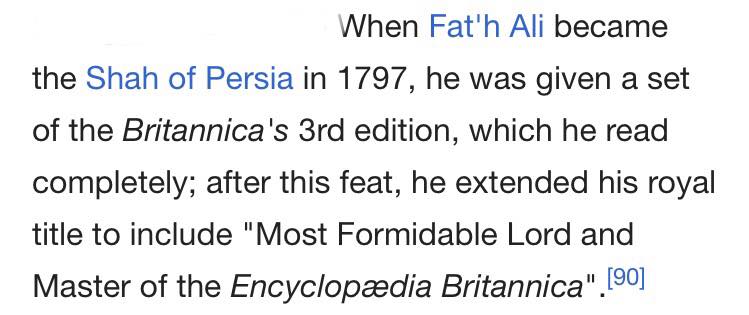 When Fat'h Ali became
the Shah of Persia in 1797, he was given a set
of the Britannica's 3rd edition, which he read
completely; after this feat, he extended his royal
title to include "Most Formidable Lord and
Master of the Encyclopædia Britannica".[90]